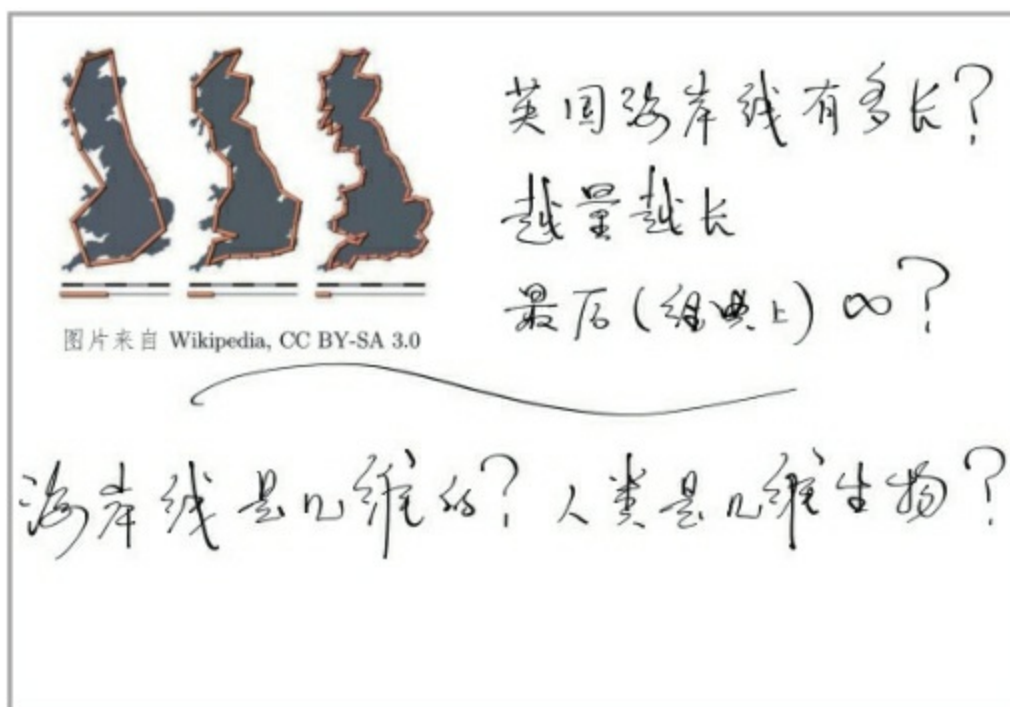 英国海岸线有多长?
越量越长
最后(经典上)∞?
图片来自 Wikipedia, CC BY-SA 3.0
海岸线是几维的?人类是几维生物?